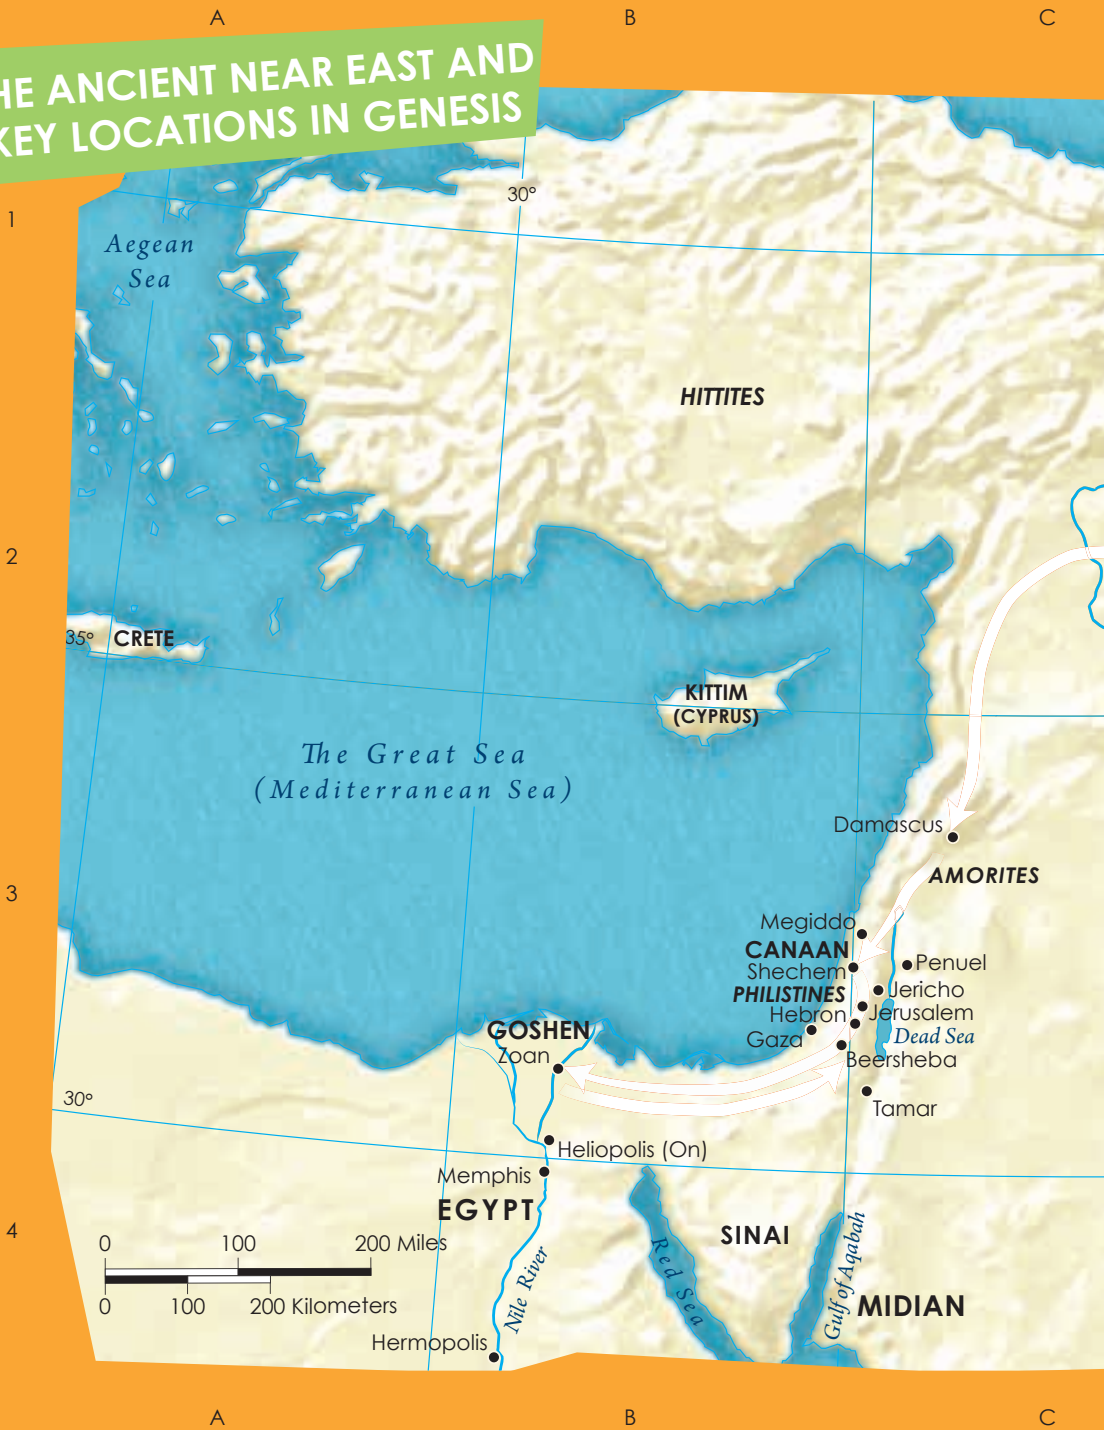 A B C
HE ANCIENT NEAR EAST AND
KEY LOCATIONS IN GENESIS
30°
1
Aegean
Sea
HITTITES
2
35°
CRETE
KITTIM
(CYPRUS)
The Great Sea
(Mediterranean Sea)
Damascus
AMORITES
3
Megiddo
CANAAN
Shechem
Penuel
PHILISTINES
Jericho
Hebron
Jerusalem
Gaza
Dead Sea
GOSHEN
Zoan
Beersheba
30°
Tamar
Heliopolis (On)
Memphis
EGYPT
4
SINAI
Red Sea
Gulf of Aqabah
MIDIAN
Nile River
0 100 200 Miles
0 100 200 Kilometers
Hermopolis
A B C